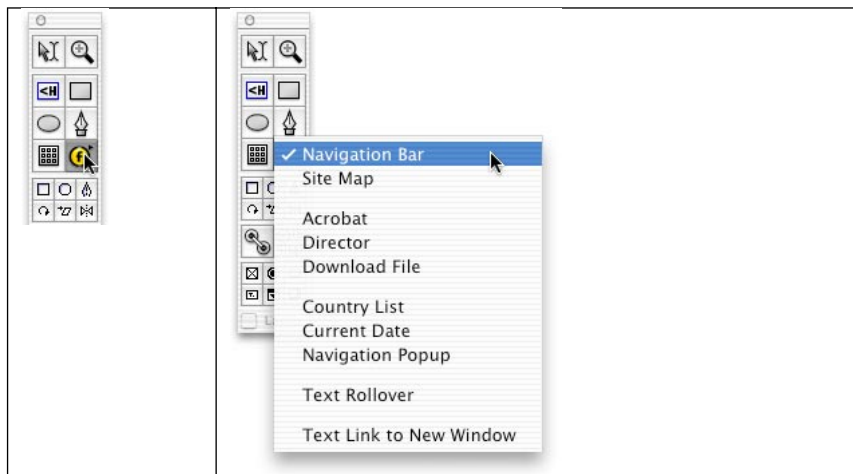 <H
f
<H
Navigation Bar
Site Map
Acrobat
Director
Download File
Country List
Current Date
Navigation Popup
Text Rollover
Text Link to New Window